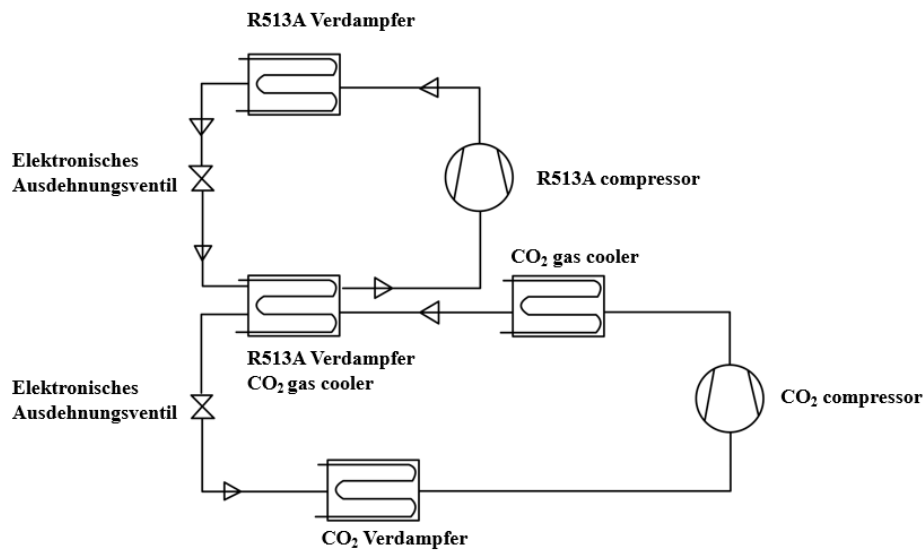 R513A Verdampfer
Elektronisches
Ausdehnungsventil
R513A compressor
CO₂ gas cooler
R513A Verdampfer
CO₂ gas cooler
Elektronisches
Ausdehnungsventil
CO₂ compressor
CO₂ Verdampfer